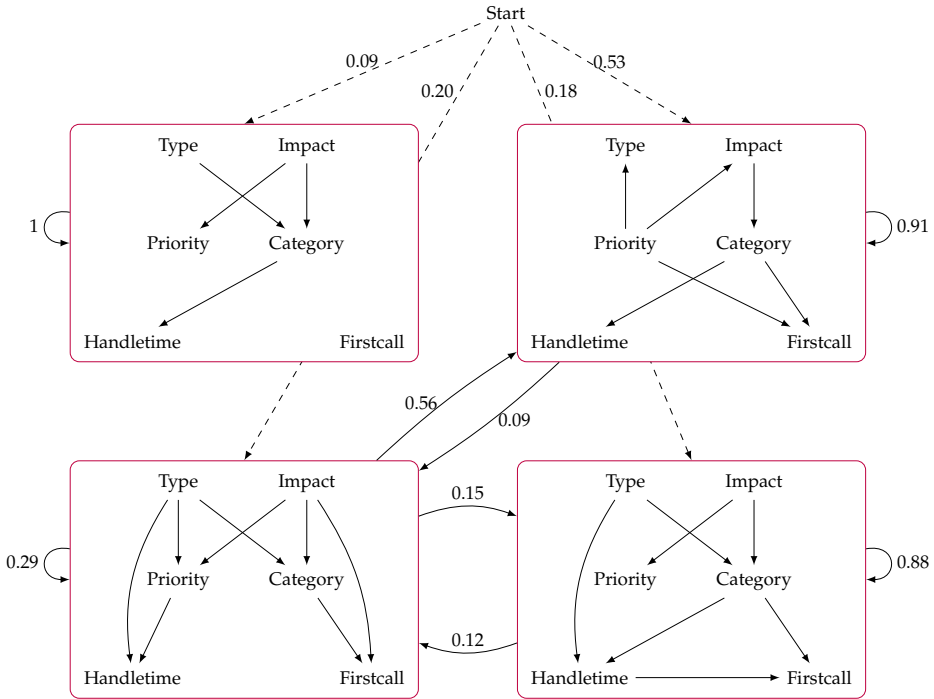 Start
0.09
0.53
0.20
0.18
Type Impact
Type Impact
1
Priority Category
Priority Category
0.91
Handletime Firstcall
Handletime Firstcall
0.56
0.09
Type Impact
0.15
Type Impact
0.29
Priority Category
Priority Category
0.88
0.12
Handletime Firstcall
Handletime Firstcall